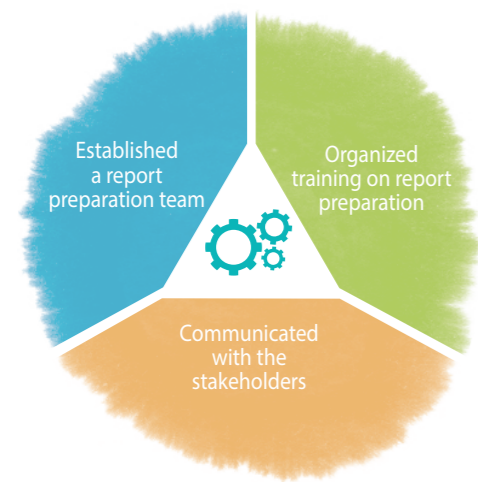 Established
a report
preparation team
Organized
training on report
preparation
Communicated
with the
stakeholders